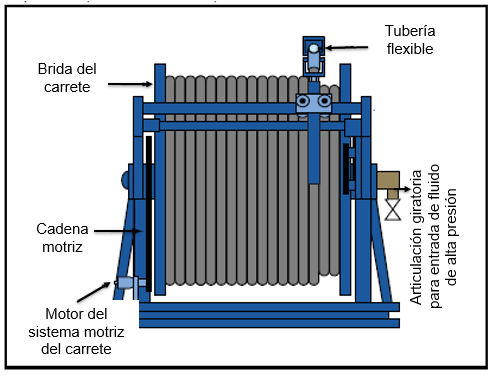 Tubería
flexible
Brida del
carrete
Cadena
motriz
Motor del
sistema motriz
del carrete
Articulación giratoria
para entrada de fluido
de alta presión